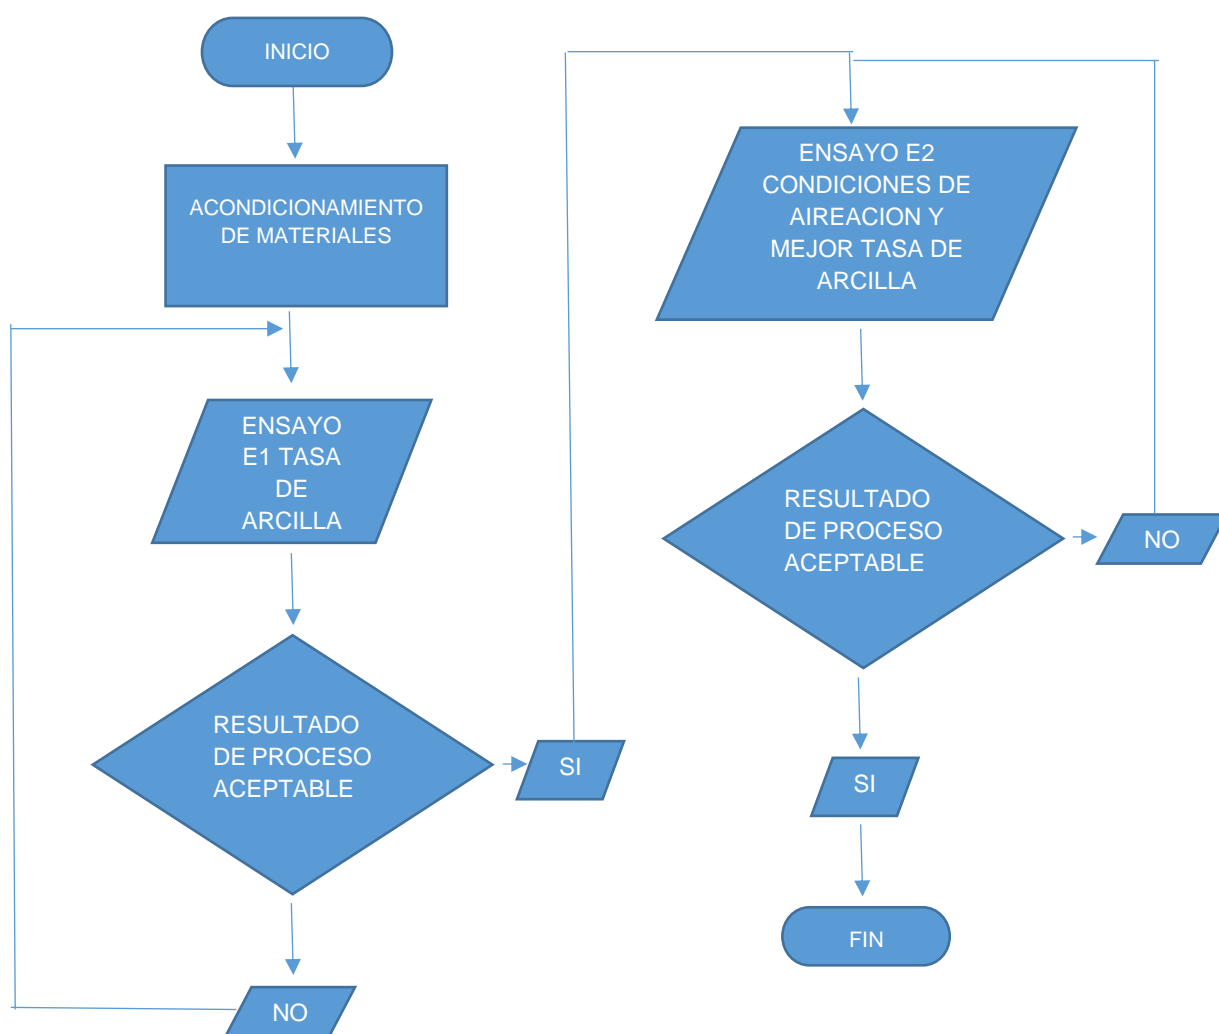 INICIO
ACONDICIONAMIENTO
DE MATERIALES
ENSAYO
E1 TASA
DE
ARCILLA
RESULTADO
DE PROCESO
ACEPTABLE
SI
NO
ENSAYO E2
CONDICIONES DE
AIREACION Y
MEJOR TASA DE
ARCILLA
RESULTADO
DE PROCESO
ACEPTABLE
NO
SI
FIN